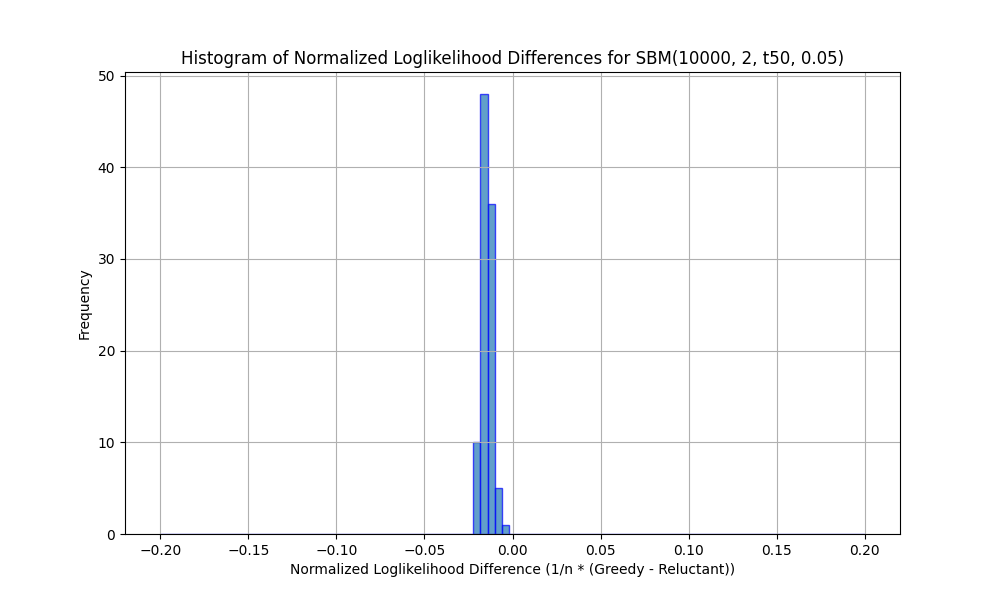 Histogram of Normalized Loglikelihood Differences for SBM(10000, 2, t50, 0.05)
50
40
30
20
10
0
Frequency
−0.20 −0.15 −0.10 −0.05 0.00 0.05 0.10 0.15 0.20
Normalized Loglikelihood Difference (1/n * (Greedy - Reluctant))